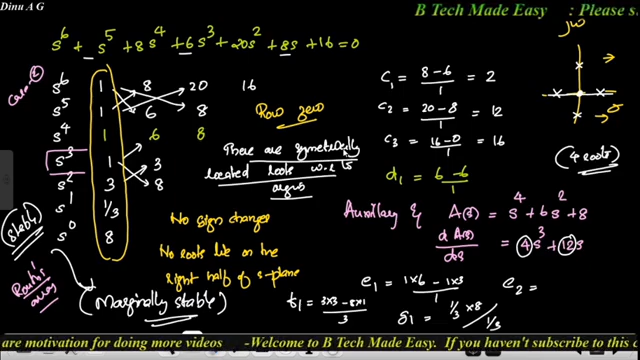 Dinu A G
B Tech Made Easy : Please s
s^6 + s^5 + 8s^4 + 6s^3 + 20s^2 + 8s + 16 = 0
Case-②
s^6 1 8 20 16
s^5 1 6 8
s^4 1 6 8
s^3 1 3
s^2 3 8
s^1 1/3
s^0 8
Row zero
There are symmetrically
located roots w.r.t
origin
No sign changes
No roots lie on the
right half of s-plane
(Stable)
Routh's
array
(Marginally stable)
C1 = 8-6/1 = 2
C2 = 20-8/1 = 12
C3 = 16-0/1 = 16
d1 = 6-6/1
Auxiliary Eq A(s) = s^4 + 6s^2 + 8
dA(s)/ds = 4s^3 + 12s
e1 = 1×6 - 1×3/1 e2 =
f1 = 3×3-8×1/3
g1 = 1/3×8/1/3
jω
σ
(4 roots)
are motivation for doing more videos -Welcome to B Tech Made Easy! If you haven't subscribed to this c